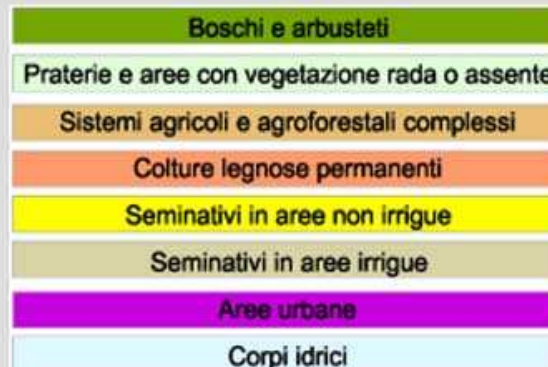 Boschi e arbusteti
Praterie e aree con vegetazione rada o assente
Sistemi agricoli e agroforestali complessi
Colture legnose permanenti
Seminativi in aree non irrigue
Seminativi in aree irrigue
Aree urbane
Corpi idrici